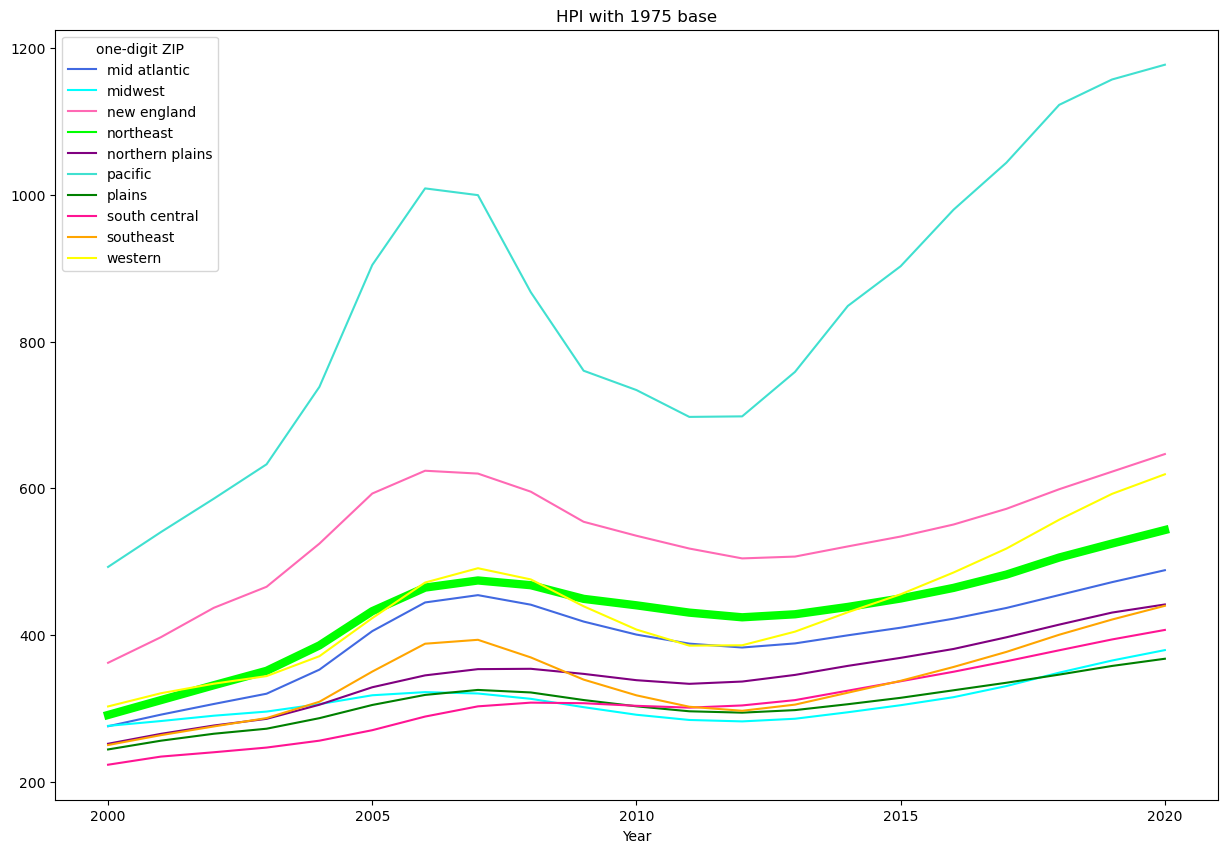 HPI with 1975 base
one-digit ZIP
mid atlantic
midwest
new england
northeast
northern plains
pacific
plains
south central
southeast
western
1200
1000
800
600
400
200
2000 2005 2010 2015 2020
Year